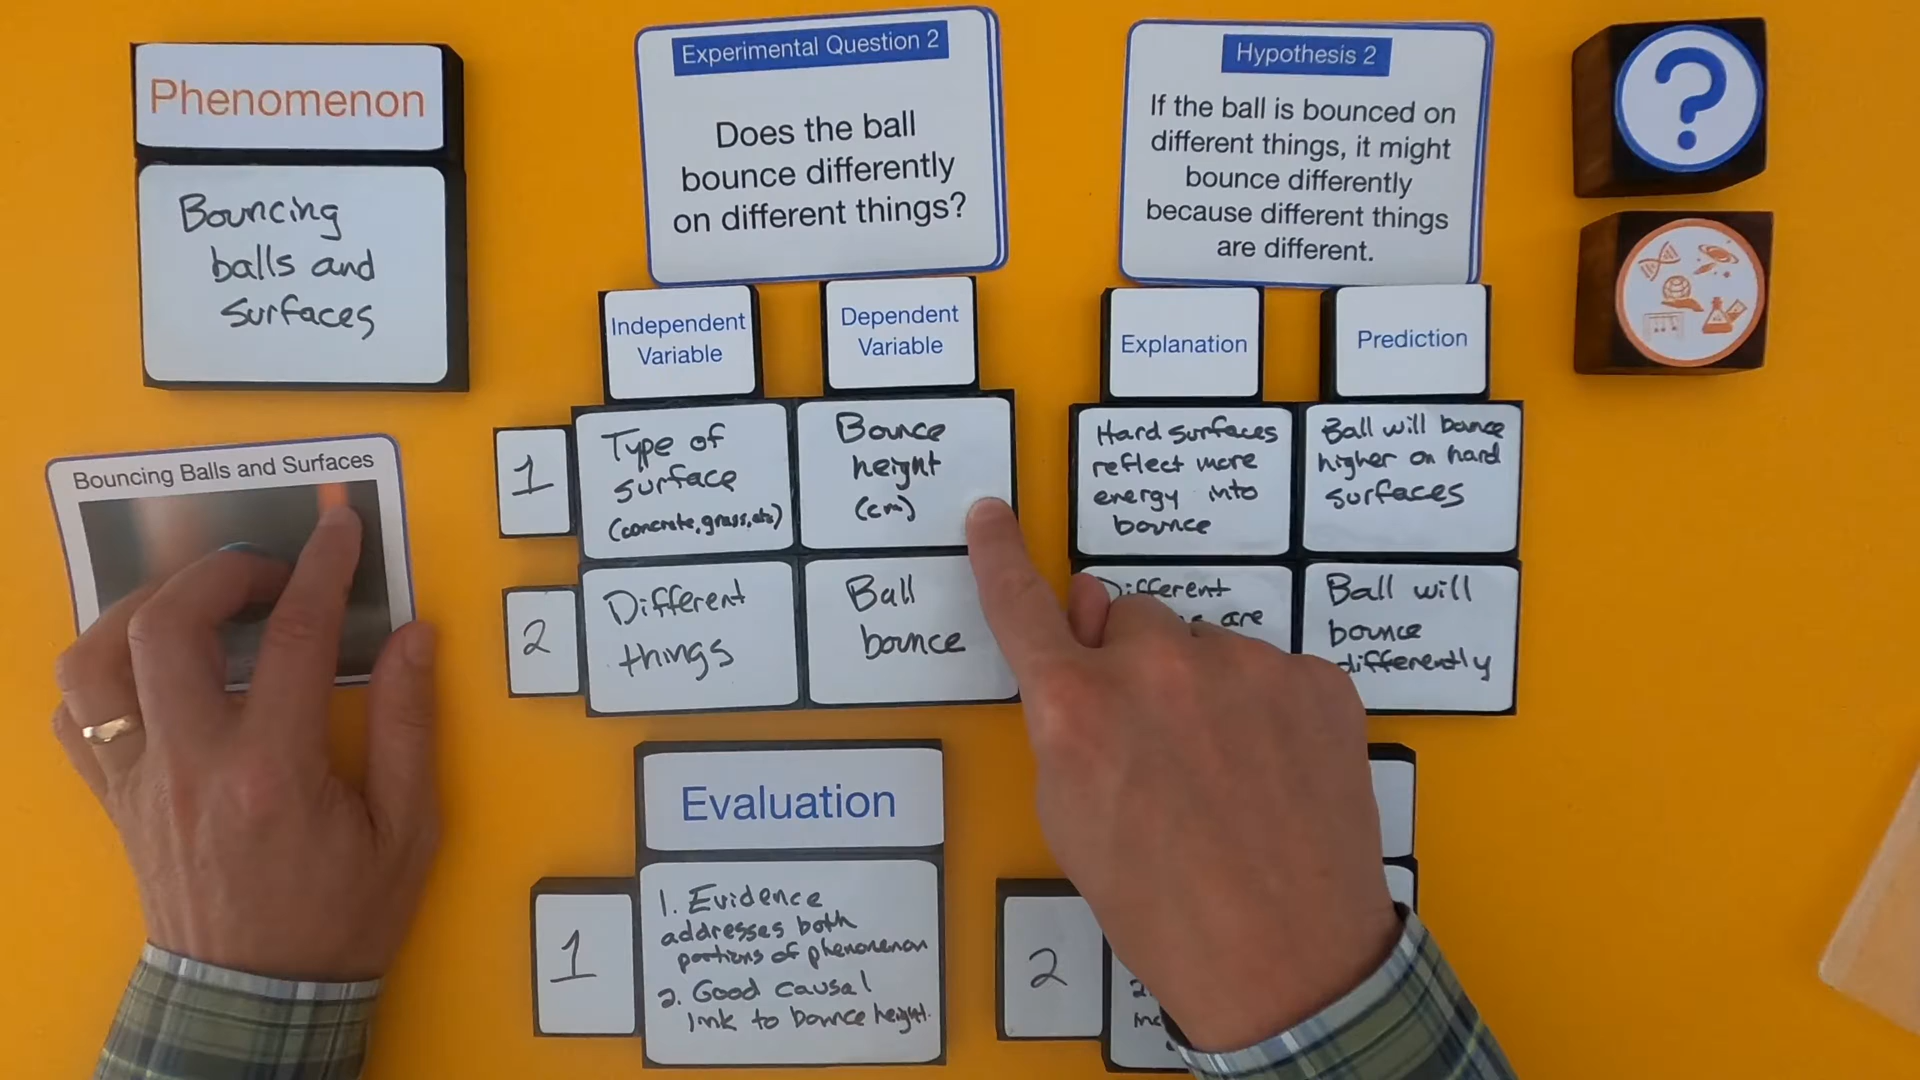 Phenomenon
Bouncing
balls and
surfaces
Bouncing Balls and Surfaces
Experimental Question 2
Does the ball
bounce differently
on different things?
Hypothesis 2
If the ball is bounced on
different things, it might
bounce differently
because different things
are different.
Independent
Variable
Dependent
Variable
Explanation
Prediction
1
Type of
surface
(concrete, grass, etc)
Bounce
height
(cm)
Hard surfaces
reflect more
energy into
bounce
Ball will bounce
higher on hard
surfaces
2
Different
things
Ball
bounce
Different
are
Ball will
bounce
differently
Evaluation
1
1. Evidence
addresses both
portions of phenomenon
2. Good causal
link to bounce height.
2
2.